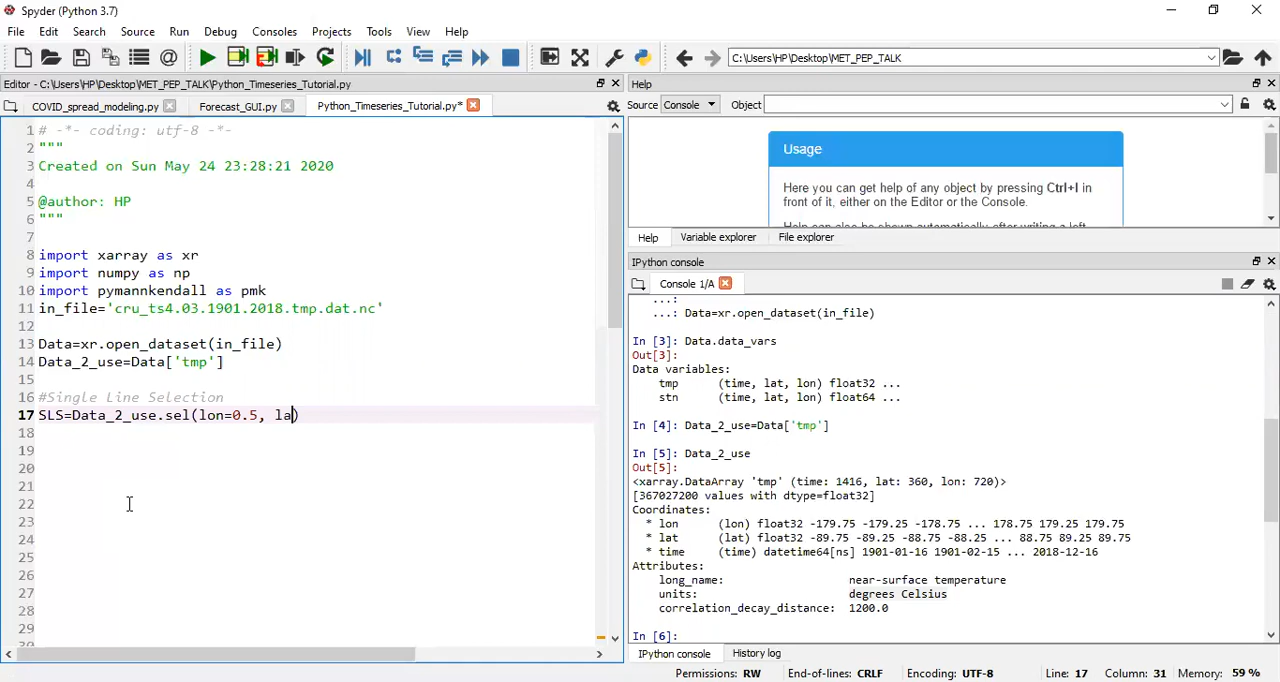 Spyder (Python 3.7)
File Edit Search Source Run Debug Consoles Projects Tools View Help
C:\Users\HP\Desktop\MET_PEP_TALK
Editor - C:\Users\HP\Desktop\MET_PEP_TALK\Python_Timeseries_Tutorial.py
COVID_spread_modeling.py Forecast_GUI.py Python_Timeseries_Tutorial.py*
1 # -*- coding: utf-8 -*-
2 """
3 Created on Sun May 24 23:28:21 2020
4
5 @author: HP
6 """
7
8 import xarray as xr
9 import numpy as np
10 import pymannkendall as pmk
11 in_file='cru_ts4.03.1901.2018.tmp.dat.nc'
12
13 Data=xr.open_dataset(in_file)
14 Data_2_use=Data['tmp']
15
16 #Single Line Selection
17 SLS=Data_2_use.sel(lon=0.5, la)
18
19
20
21
22
23
24
25
26
27
28
29
30
Help
Source Console Object
Usage
Here you can get help of any object by pressing Ctrl+I in
front of it, either on the Editor or the Console.
Help can also be shown automatically after writing a left
Help Variable explorer File explorer
IPython console
Console 1/A
...:
...: Data=xr.open_dataset(in_file)
In [3]: Data.data_vars
Out[3]:
Data variables:
tmp (time, lat, lon) float32 ...
stn (time, lat, lon) float64 ...
In [4]: Data_2_use=Data['tmp']
In [5]: Data_2_use
Out[5]:
<xarray.DataArray 'tmp' (time: 1416, lat: 360, lon: 720)>
[367027200 values with dtype=float32]
Coordinates:
* lon (lon) float32 -179.75 -179.25 -178.75 ... 178.75 179.25 179.75
* lat (lat) float32 -89.75 -89.25 -88.75 -88.25 ... 88.75 89.25 89.75
* time (time) datetime64[ns] 1901-01-16 1901-02-15 ... 2018-12-16
Attributes:
long_name: near-surface temperature
units: degrees Celsius
correlation_decay_distance: 1200.0
In [6]:
IPython console History log
Permissions: RW End-of-lines: CRLF Encoding: UTF-8 Line: 17 Column: 31 Memory: 59 %